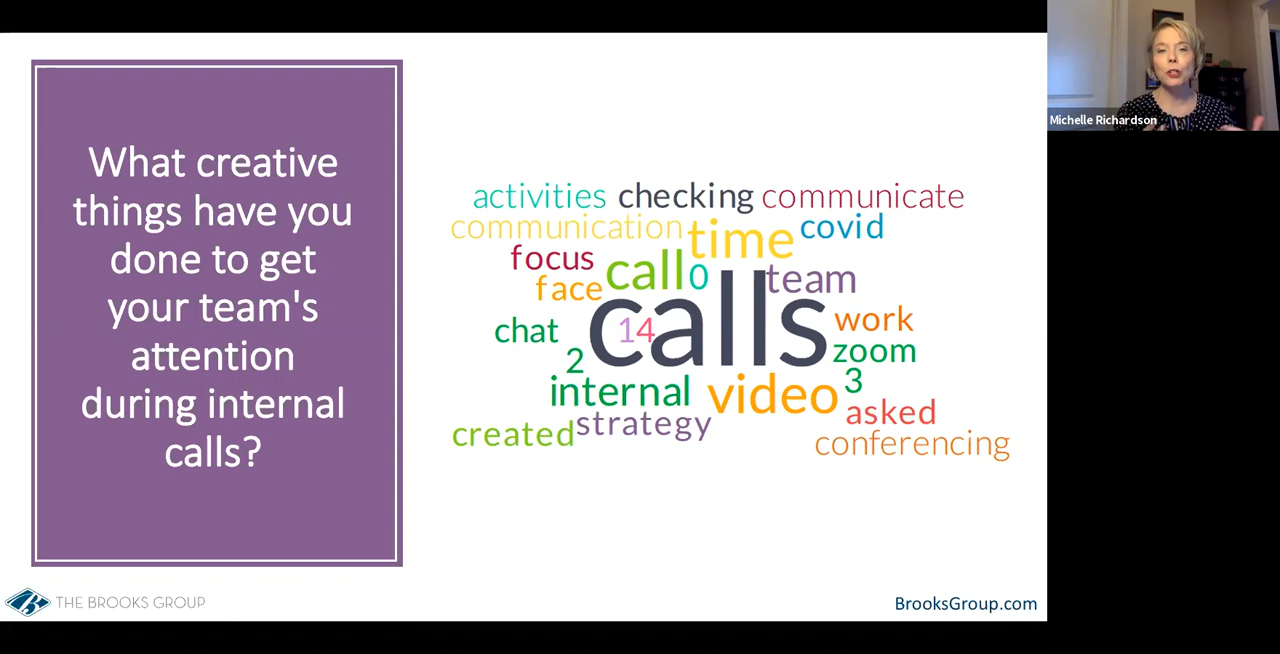 What creative
things have you
done to get
your team's
attention
during internal
calls?
activities checking communicate
communication time covid
focus call 0 team
face calls
chat 14 work
2 zoom
internal video 3
created strategy asked
conferencing
Michelle Richardson
B THE BROOKS GROUP
BrooksGroup.com